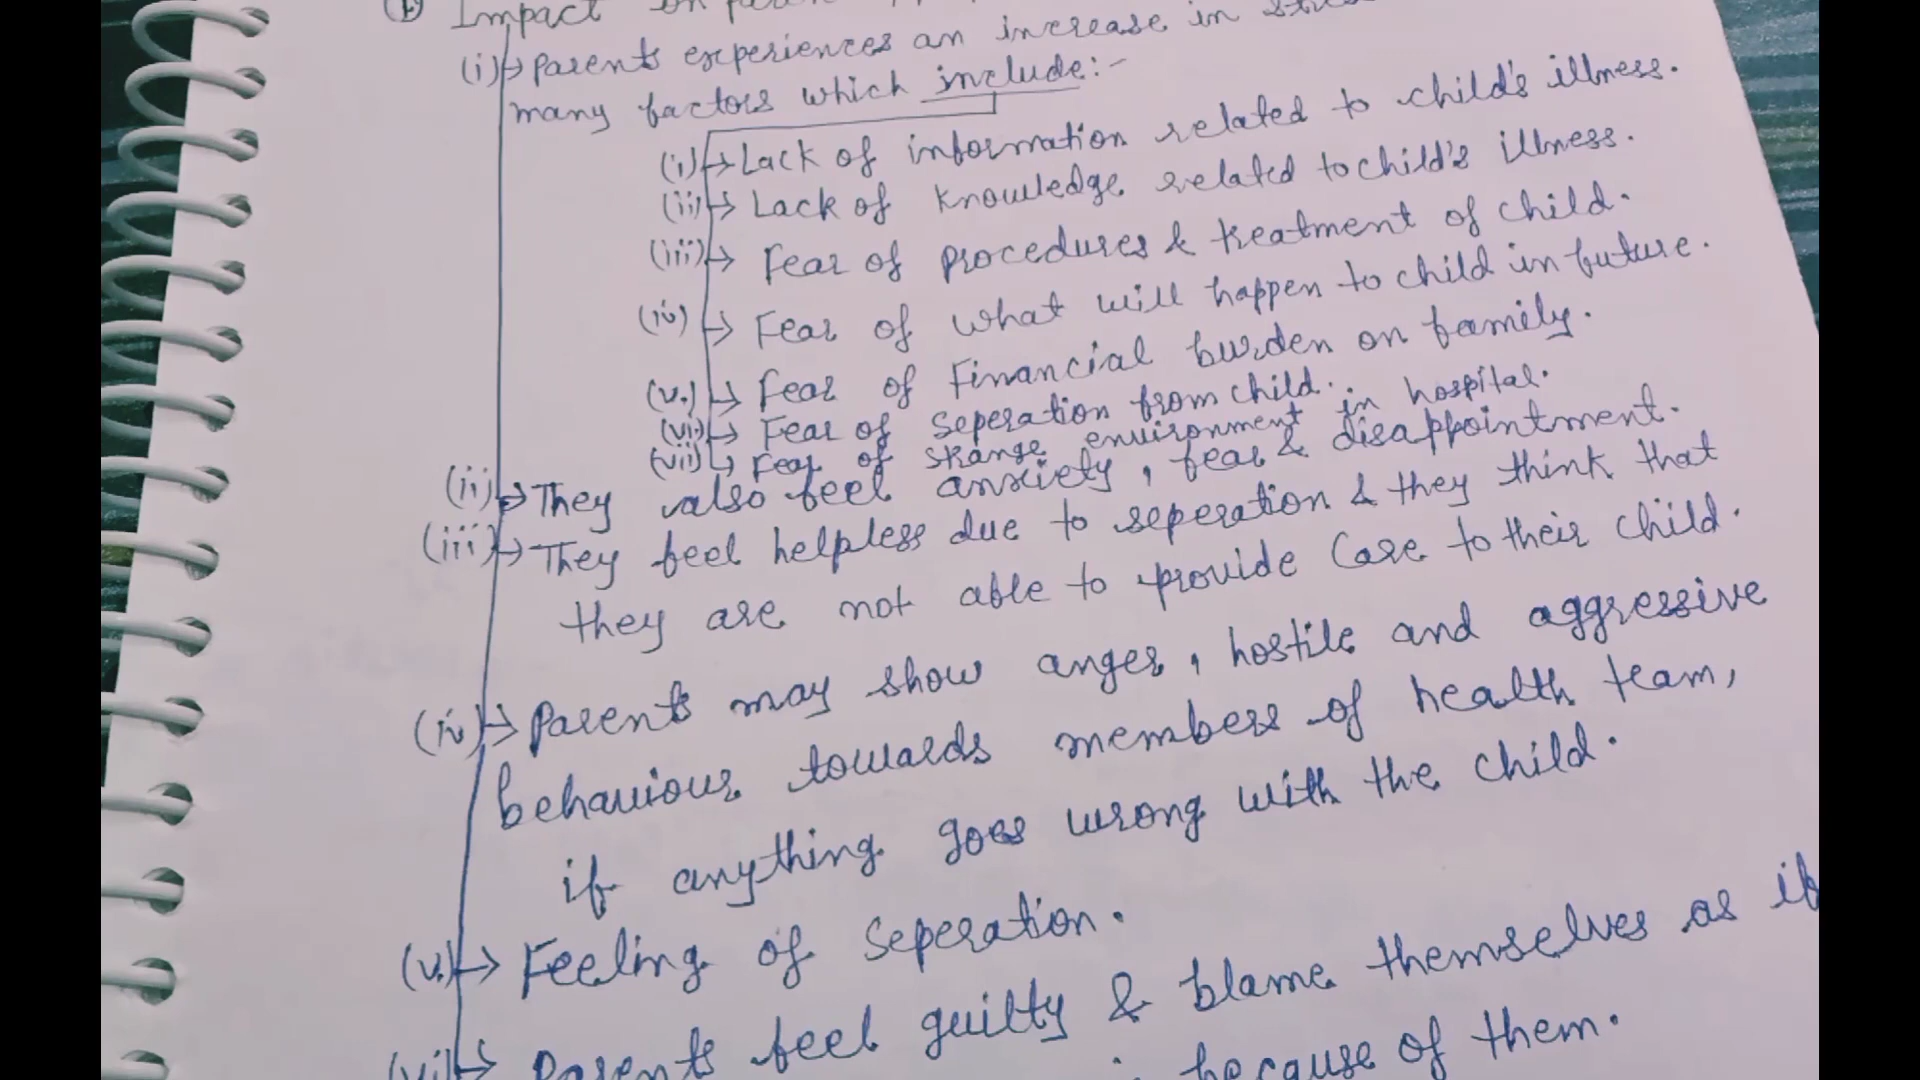 (E) Impact on
(i) → Parents experiences an increase in
many factors which include:-
(i) → Lack of information related to child's illness.
(ii) → Lack of knowledge related to child's illness.
(iii) → Fear of procedures & treatment of child.
(iv) → Fear of what will happen to child in future.
(v.) → Fear of Financial burden on family.
(vi) → Fear of seperation from child.
(vii) → Fear of strange environment in hospital.
(ii) → They also feel anxiety, fear & disappointment.
(iii) → They feel helpless due to seperation & they think that
they are not able to provide care to their child.
(iv) → Parents may show anger, hostile and aggressive
behaviour towards members of health team,
if anything goes wrong with the child.
(v.) → Feeling of Seperation.
(vi) → Parents feel guilty & blame themselves as if
because of them.